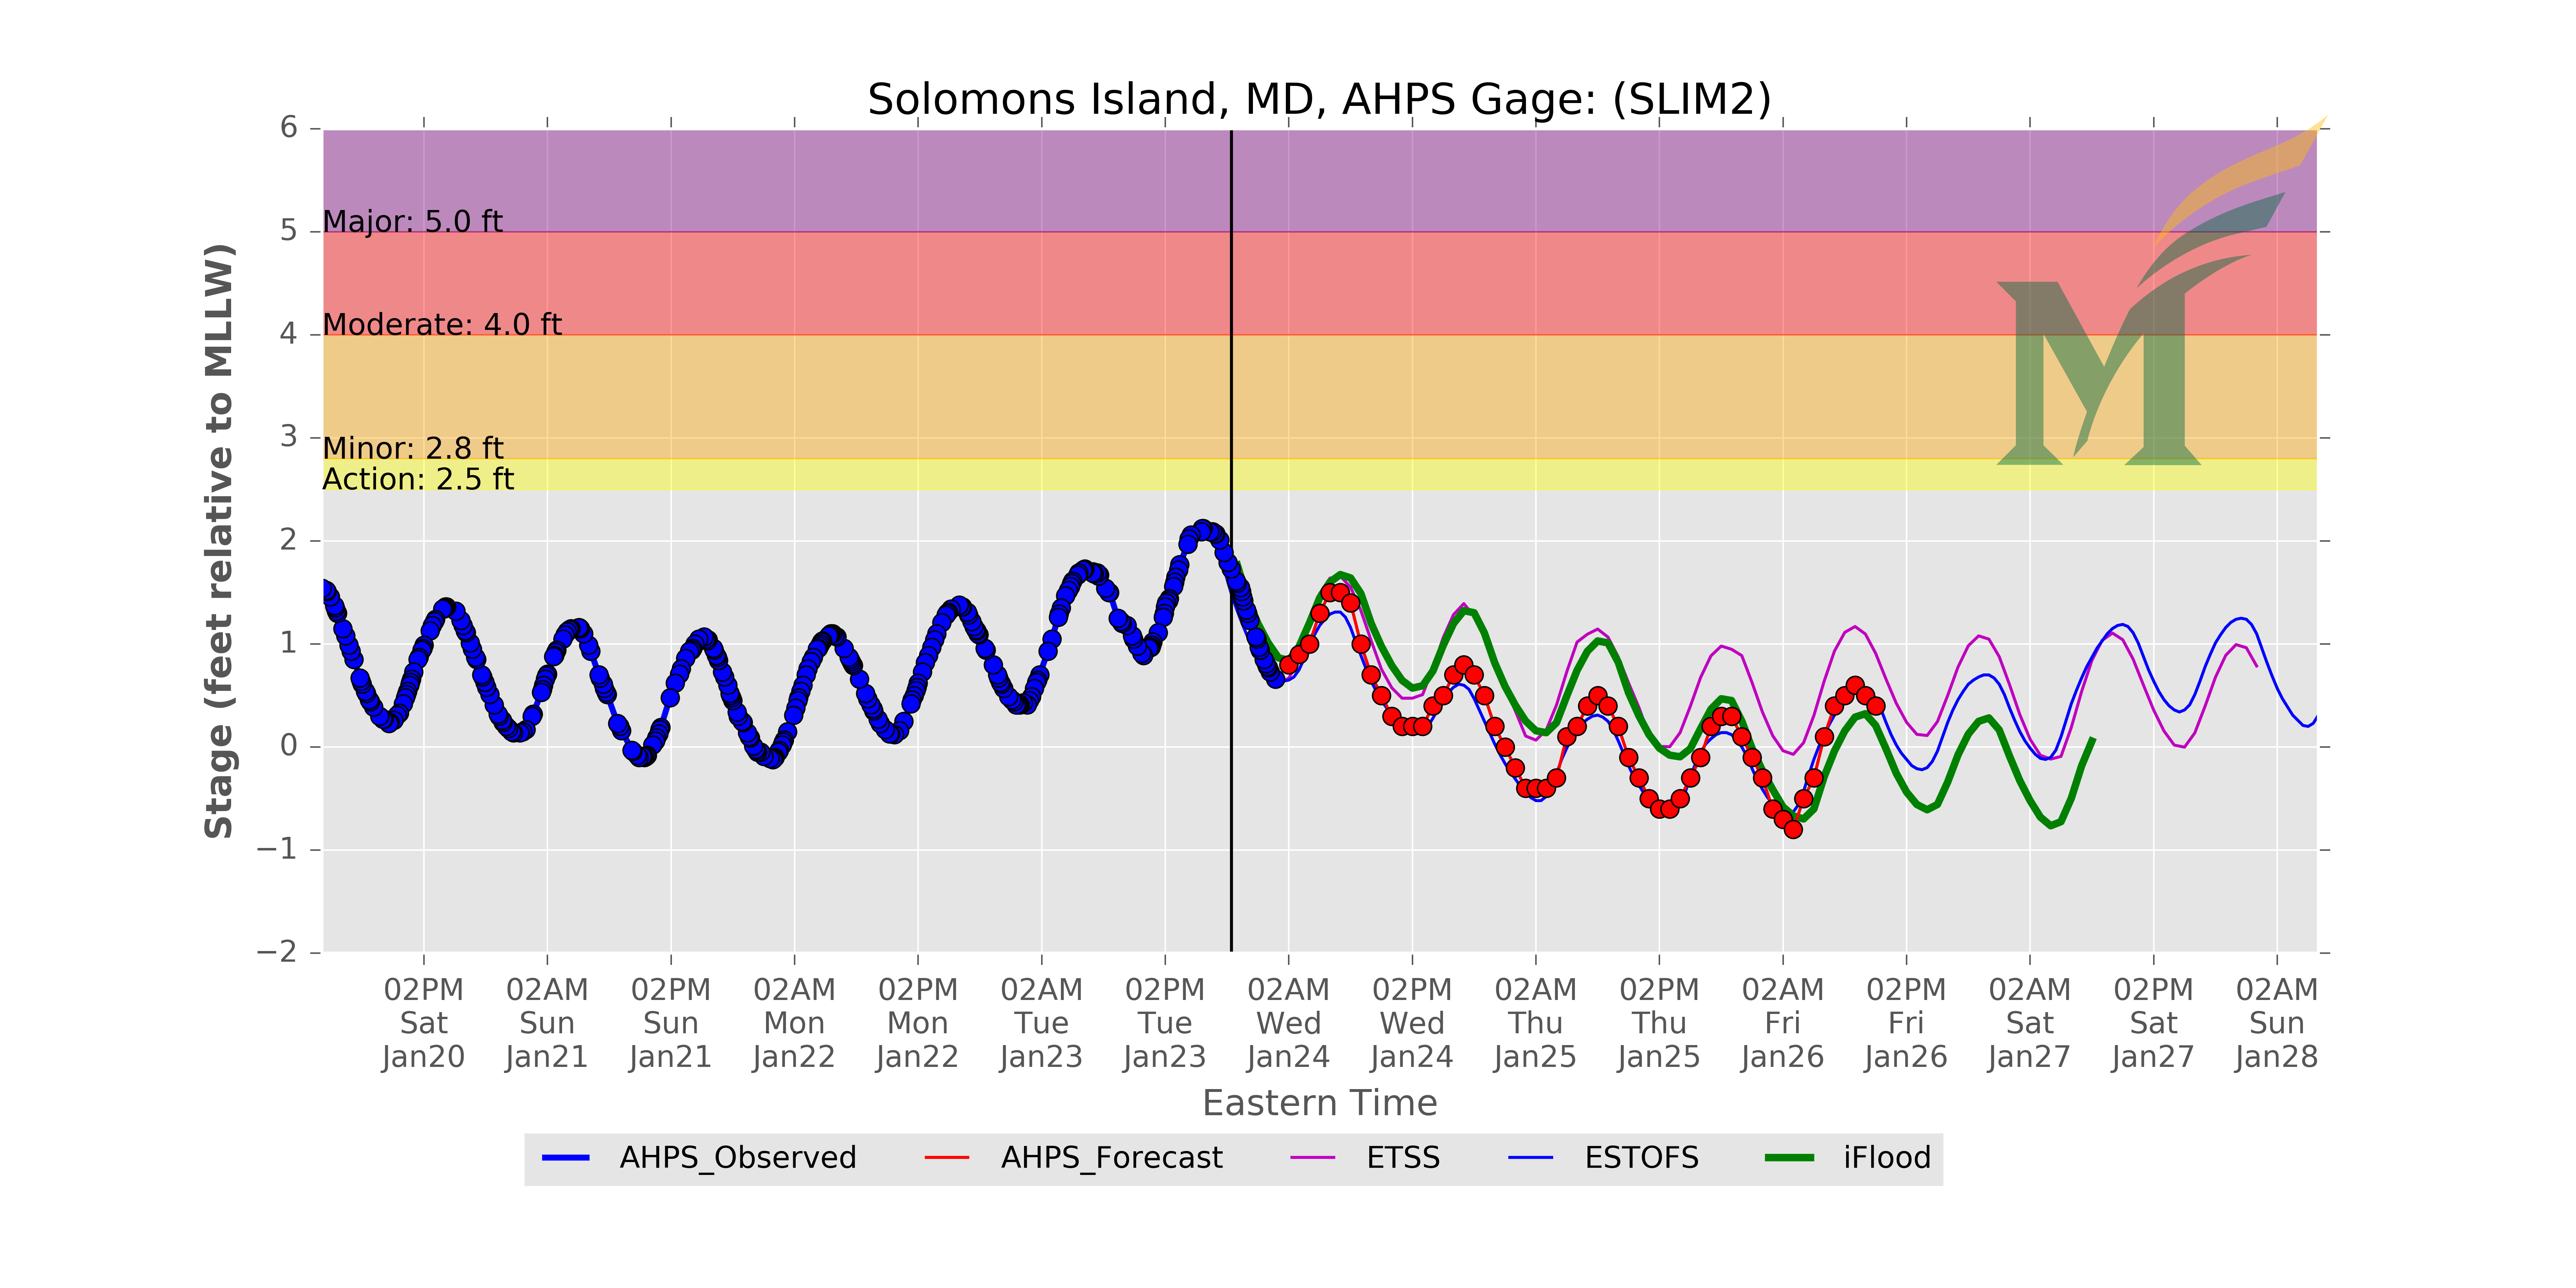 Solomons Island, MD, AHPS Gage: (SLIM2)
6
5
4
3
2
1
0
−1
−2
Stage (feet relative to MLLW)
Major: 5.0 ft
Moderate: 4.0 ft
Minor: 2.8 ft
Action: 2.5 ft
M
02PM Sat Jan20
02AM Sun Jan21
02PM Sun Jan21
02AM Mon Jan22
02PM Mon Jan22
02AM Tue Jan23
02PM Tue Jan23
02AM Wed Jan24
02PM Wed Jan24
02AM Thu Jan25
02PM Thu Jan25
02AM Fri Jan26
02PM Fri Jan26
02AM Sat Jan27
02PM Sat Jan27
02AM Sun Jan28
Eastern Time
AHPS_Observed AHPS_Forecast ETSS ESTOFS iFlood